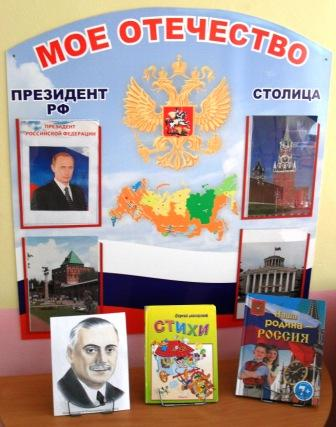 МОЕ ОТЕЧЕСТВО
ПРЕЗИДЕНТ
РФ
СТОЛИЦА
ПРЕЗИДЕНТ
РОССИЙСКОЙ ФЕДЕРАЦИИ
СТИХИ
Наша
родина
РОССИЯ